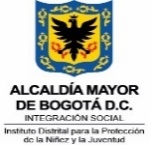 ALCALDÍA MAYOR
DE BOGOTÁ D.C.
INTEGRACIÓN SOCIAL
Instituto Distrital para la Protección
de la Niñez y la Juventud